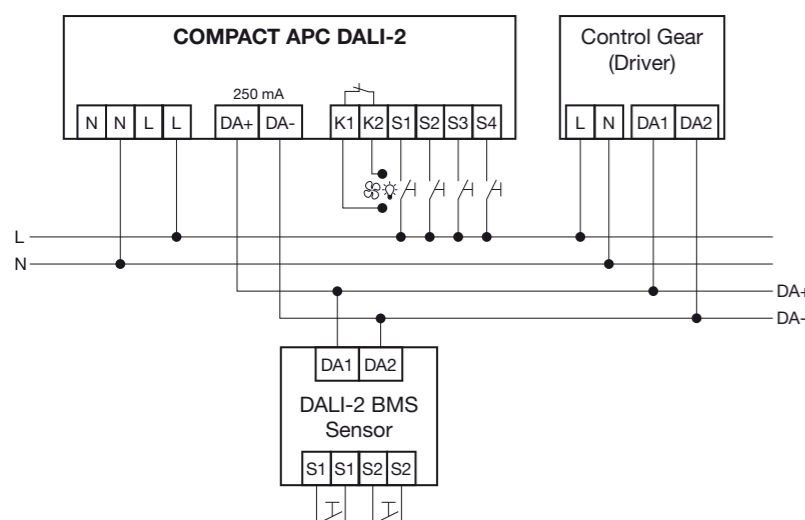 COMPACT APC DALI-2
Control Gear
(Driver)
250 mA
N N L L DA+ DA- K1 K2 S1 S2 S3 S4
L N DA1 DA2
L
N
DA+
DA-
DA1 DA2
DALI-2 BMS
Sensor
S1 S1 S2 S2